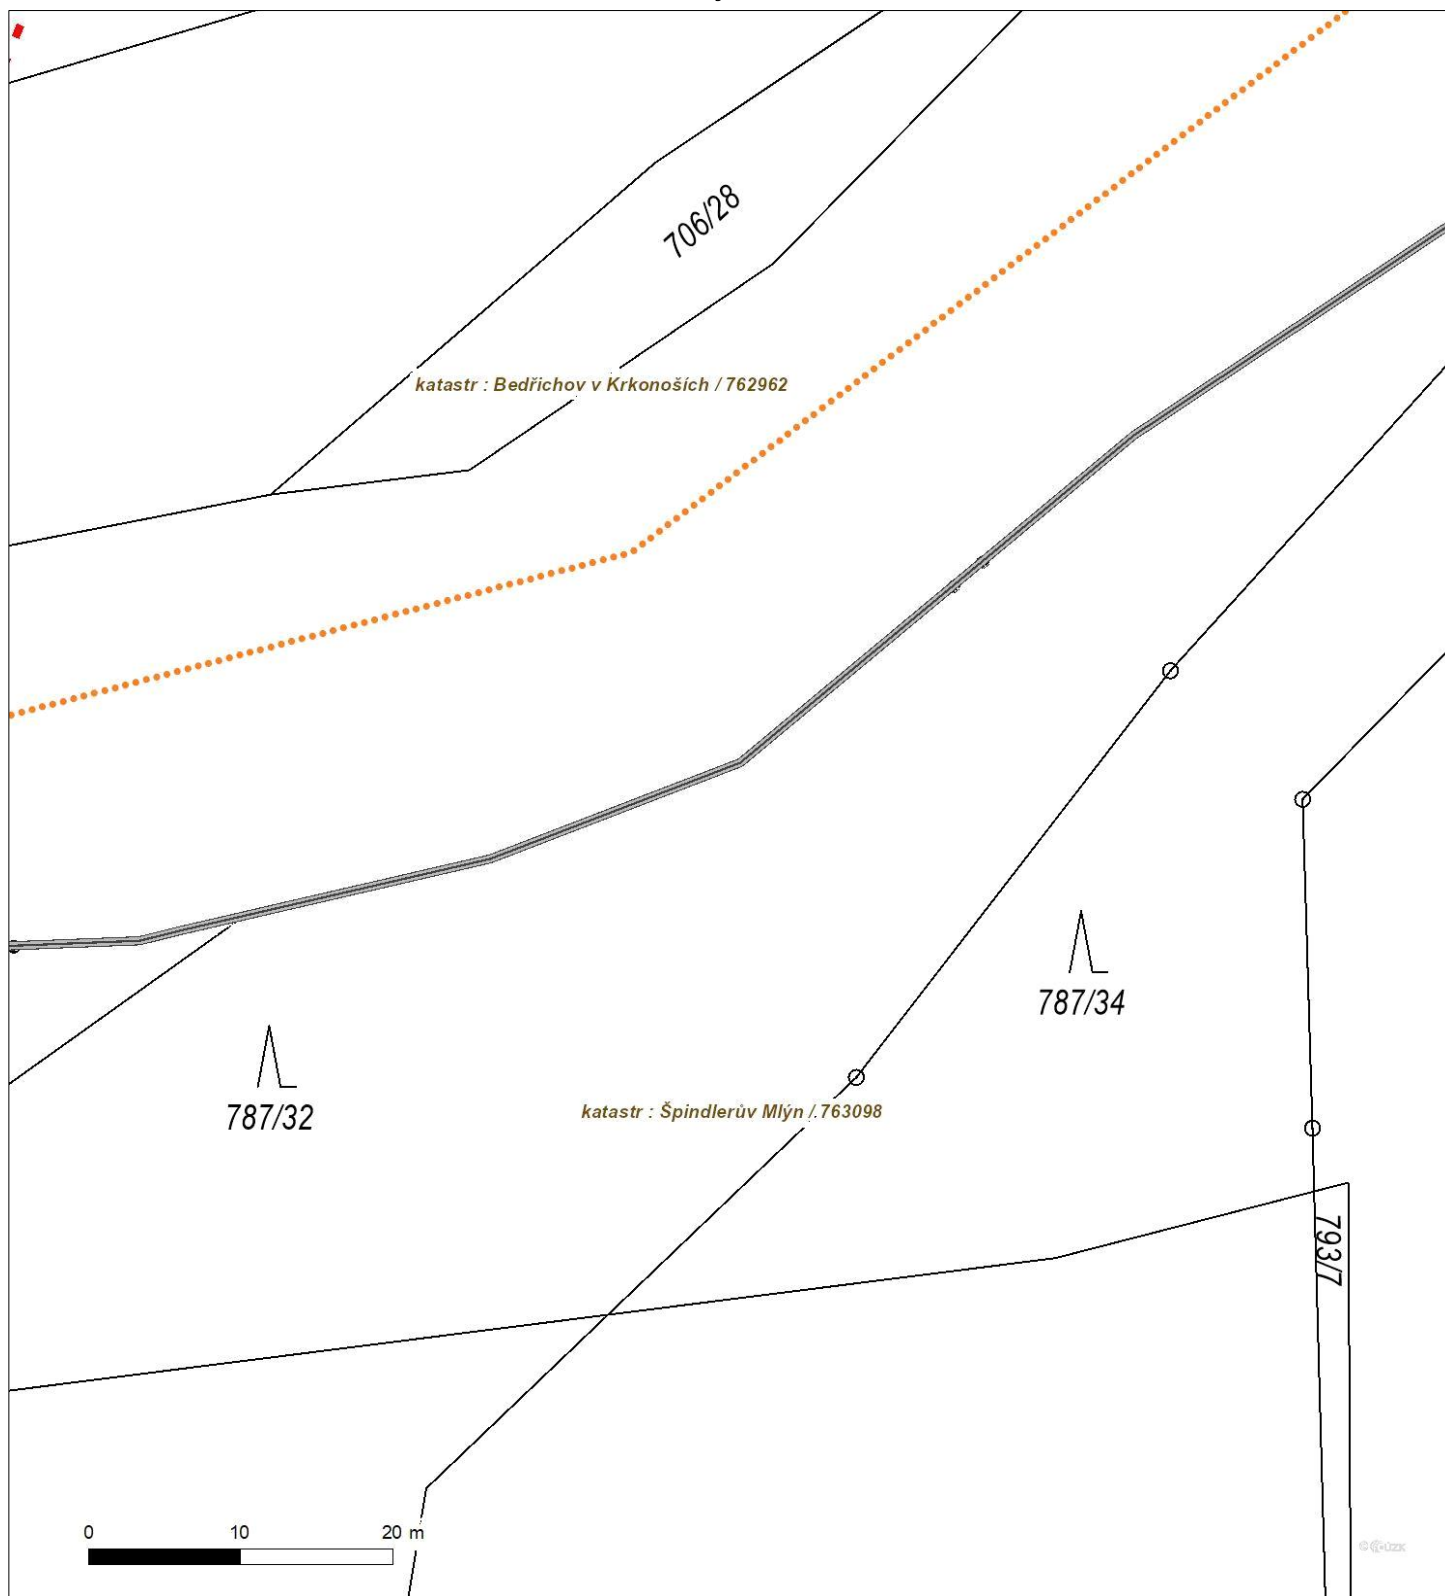 706/28
katastr : Bedřichov v Krkonoších / 762962
787/34
787/32
katastr : Špindlerův Mlýn / 763098
793/7
0 10 20 m